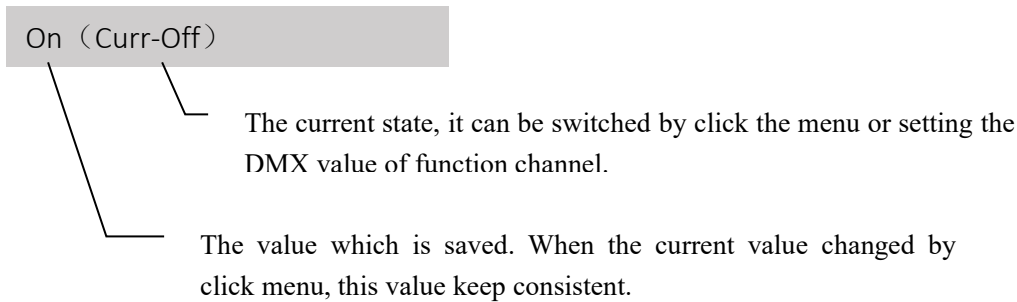 On（Curr-Off）
The current state, it can be switched by click the menu or setting the
DMX value of function channel.
The value which is saved. When the current value changed by
click menu, this value keep consistent.